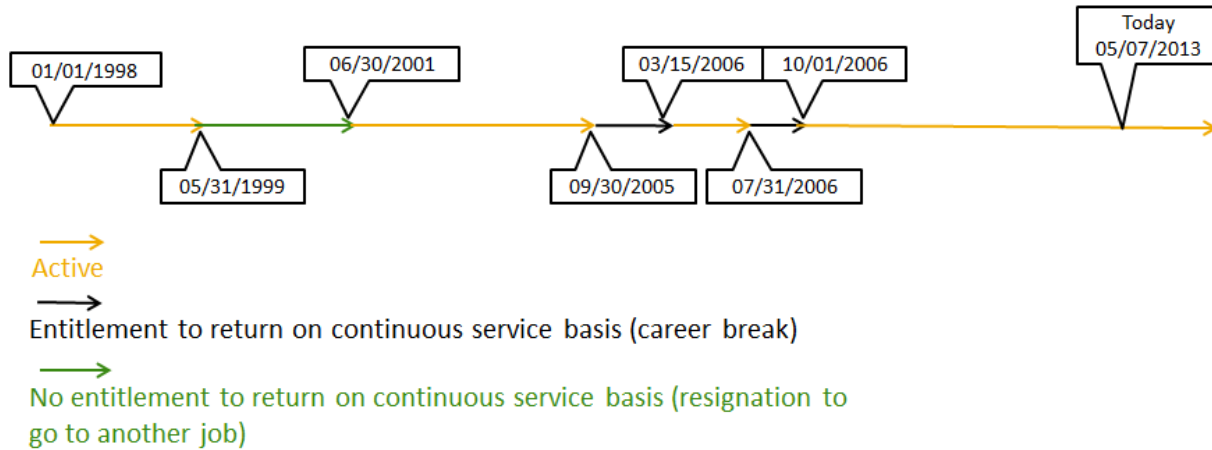 Today
05/07/2013
01/01/1998
06/30/2001
03/15/2006
10/01/2006
05/31/1999
09/30/2005
07/31/2006
Active
Entitlement to return on continuous service basis (career break)
No entitlement to return on continuous service basis (resignation to
go to another job)